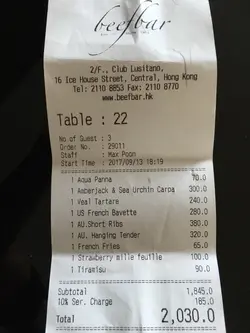 beefbar
2/F., Club Lusitano,
16 Ice House Street, Central, Hong Kong
Tel: 2110 8853 Fax: 2110 8770
www.beefbar.hk
Table : 22
No of Guest : 3
Order No. : 29011
Staff : Max Poon
Start Time : 2017/09/13 18:19
1 Aqua Panna 70.0
1 Amberjack & Sea Urchin Carpa 300.0
1 Veal Tartare 240.0
1 US French Bavette 280.0
1 AU.Short Ribs 380.0
1 AU. Hanging Tender 320.0
1 French Fries 65.0
1 Strawberry mille feuille 100.0
1 Tiramisu 90.0
Subtotal 1,845.0
10% Ser. Charge 185.0
Total 2,030.0